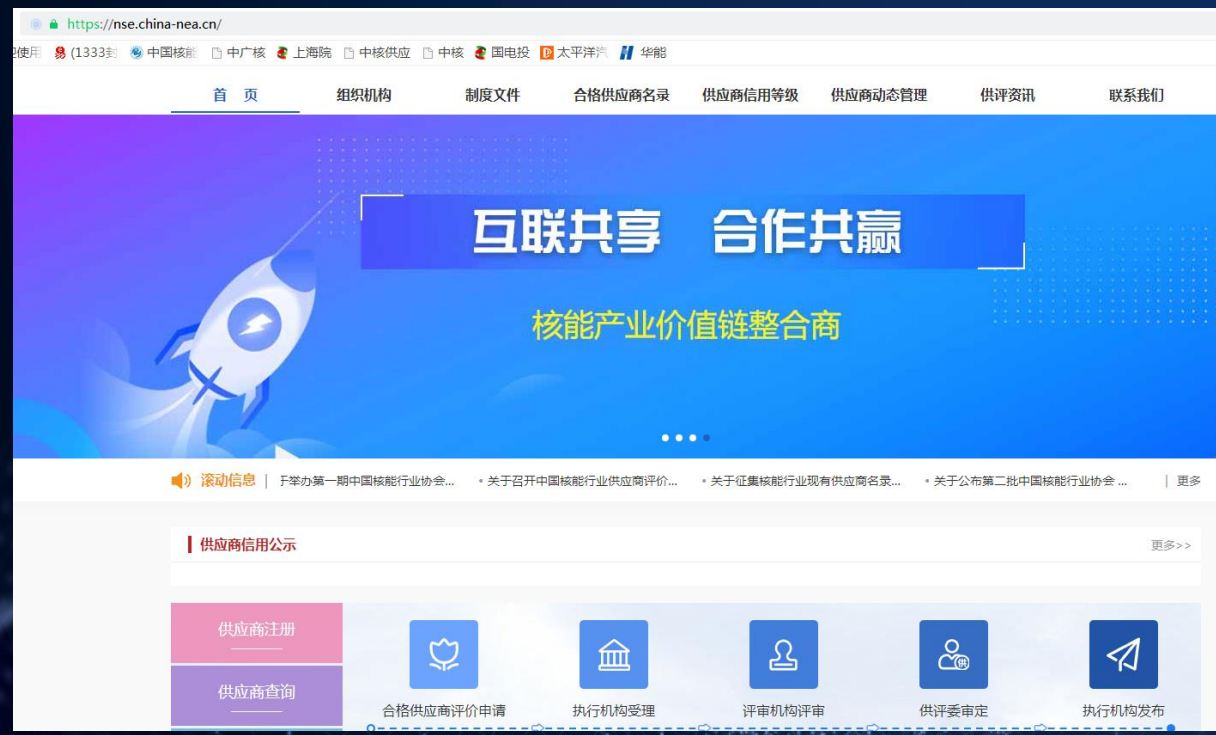 https://nse.china-nea.cn/
使用 (1333封 中国核能 中广核 上海院 中核供应 中核 国电投 太平洋汽 华能
首 页 组织机构 制度文件 合格供应商名录 供应商信用等级 供应商动态管理 供评资讯 联系我们
互联共享 合作共赢
核能产业价值链整合商
滚动信息 | 于举办第一期中国核能行业协会... • 关于召开中国核能行业供应商评价... • 关于征集核能行业现有供应商名录... • 关于公布第二批中国核能行业协会 ... | 更多
供应商信用公示 更多>>
供应商注册
供应商查询
合格供应商评价申请 执行机构受理 评审机构评审 供评委审定 执行机构发布